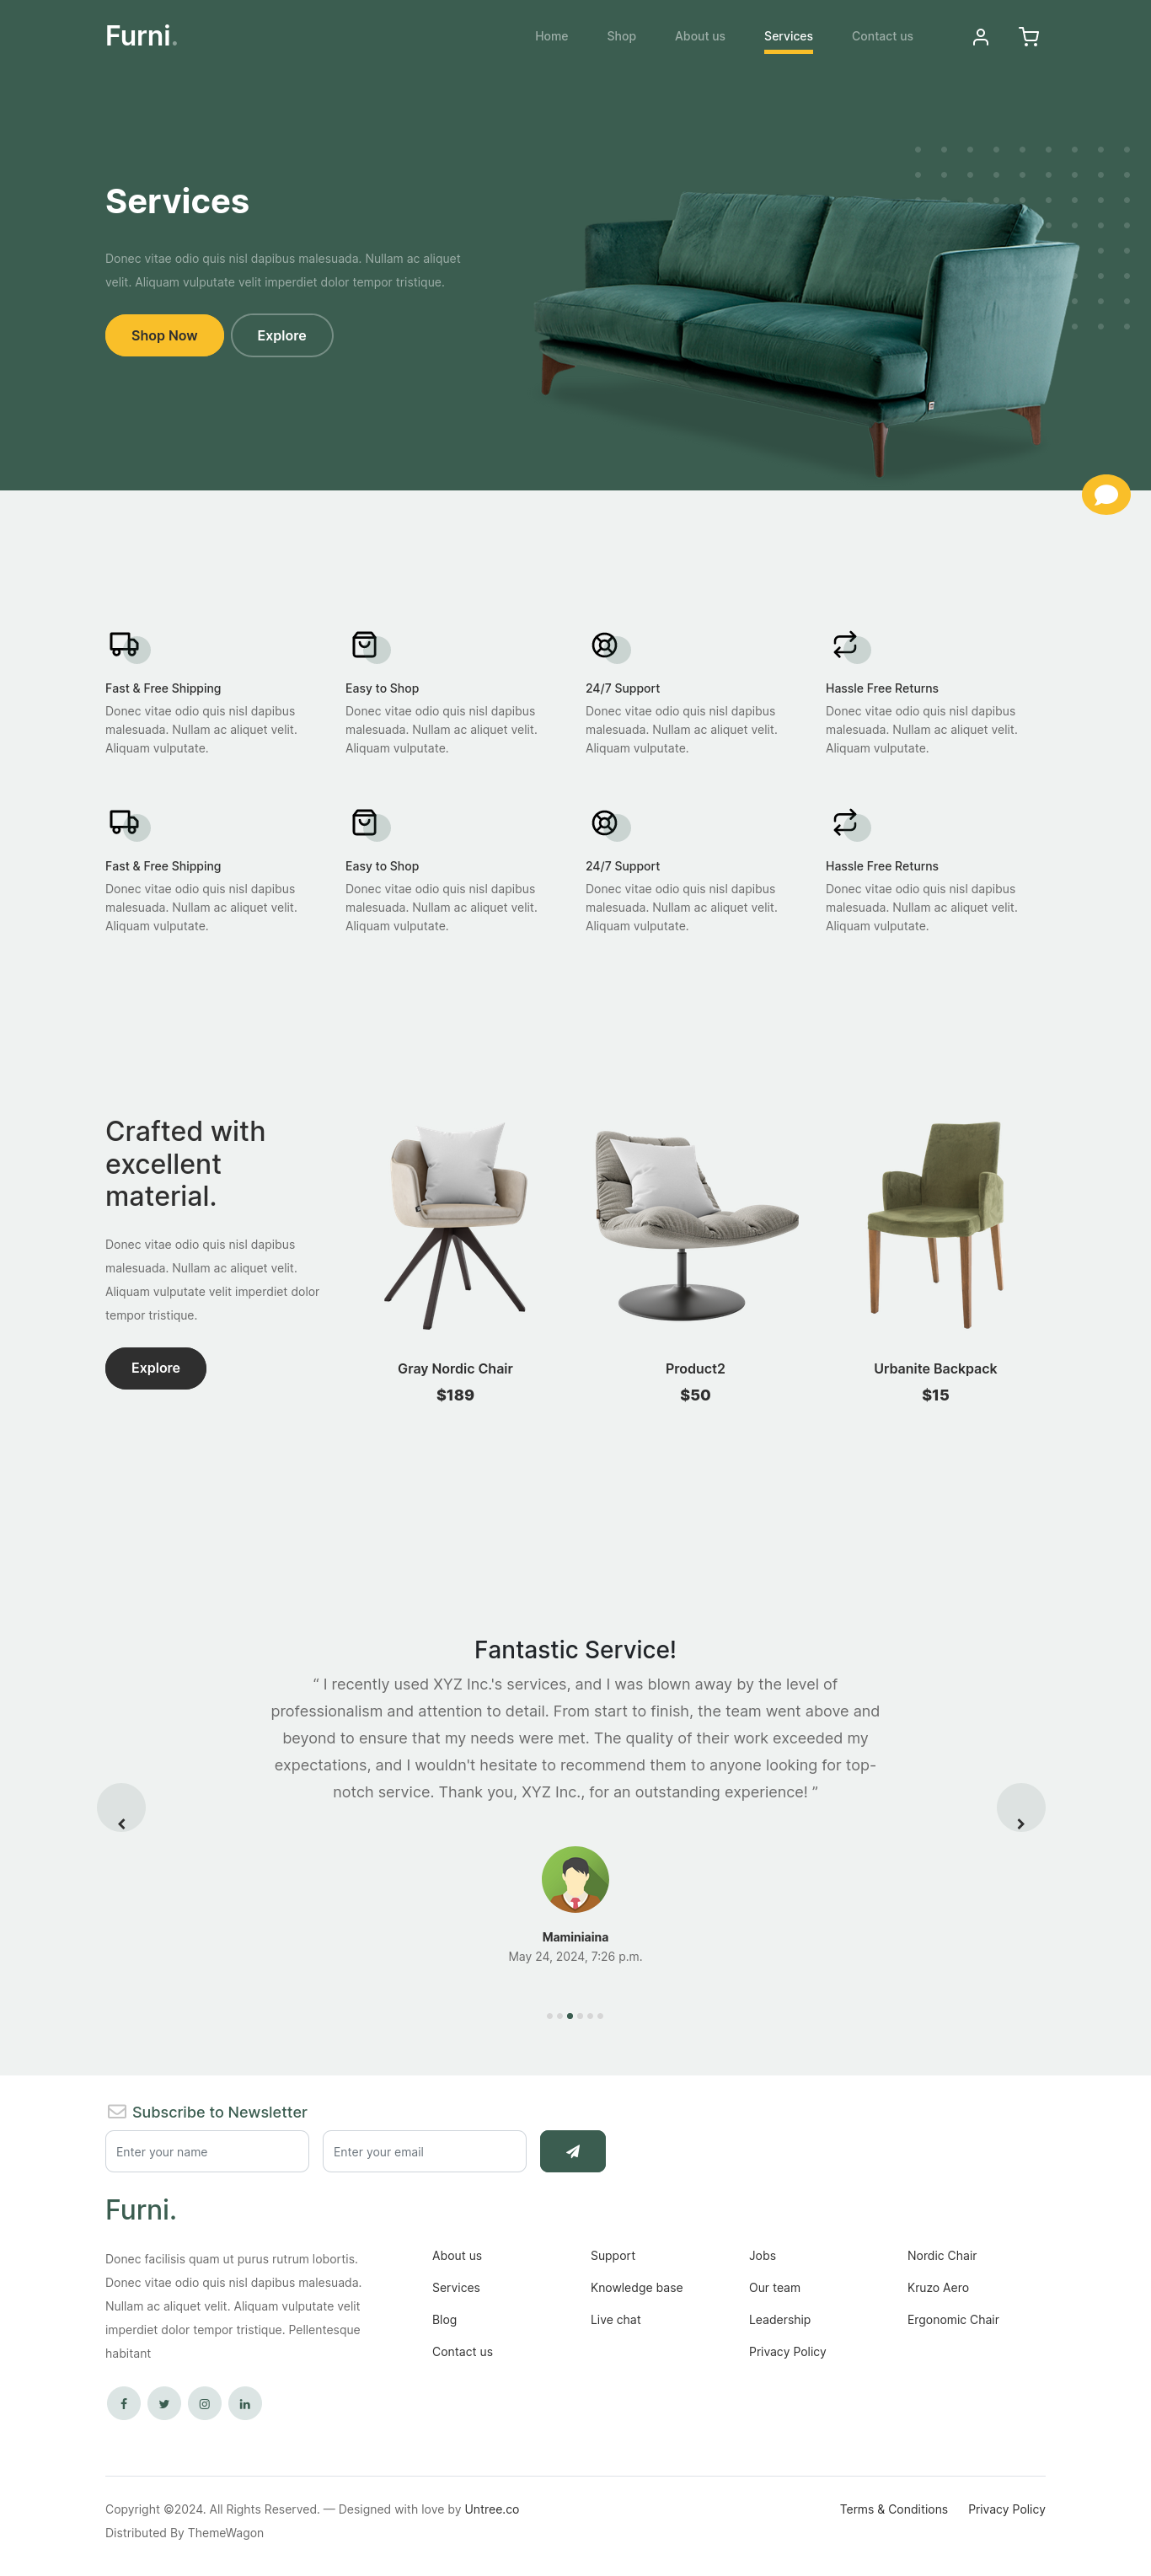 Furni.
Home
Shop
About us
Services
Contact us
Services
Donec vitae odio quis nisl dapibus malesuada. Nullam ac aliquet
velit. Aliquam vulputate velit imperdiet dolor tempor tristique.
Shop Now
Explore
Fast & Free Shipping
Donec vitae odio quis nisl dapibus
malesuada. Nullam ac aliquet velit.
Aliquam vulputate.
Easy to Shop
Donec vitae odio quis nisl dapibus
malesuada. Nullam ac aliquet velit.
Aliquam vulputate.
24/7 Support
Donec vitae odio quis nisl dapibus
malesuada. Nullam ac aliquet velit.
Aliquam vulputate.
Hassle Free Returns
Donec vitae odio quis nisl dapibus
malesuada. Nullam ac aliquet velit.
Aliquam vulputate.
Fast & Free Shipping
Donec vitae odio quis nisl dapibus
malesuada. Nullam ac aliquet velit.
Aliquam vulputate.
Easy to Shop
Donec vitae odio quis nisl dapibus
malesuada. Nullam ac aliquet velit.
Aliquam vulputate.
24/7 Support
Donec vitae odio quis nisl dapibus
malesuada. Nullam ac aliquet velit.
Aliquam vulputate.
Hassle Free Returns
Donec vitae odio quis nisl dapibus
malesuada. Nullam ac aliquet velit.
Aliquam vulputate.
Crafted with
excellent
material.
Donec vitae odio quis nisl dapibus
malesuada. Nullam ac aliquet velit.
Aliquam vulputate velit imperdiet dolor
tempor tristique.
Explore
Gray Nordic Chair
$189
Product2
$50
Urbanite Backpack
$15
Fantastic Service!
“ I recently used XYZ Inc.'s services, and I was blown away by the level of
professionalism and attention to detail. From start to finish, the team went above and
beyond to ensure that my needs were met. The quality of their work exceeded my
expectations, and I wouldn't hesitate to recommend them to anyone looking for top-
notch service. Thank you, XYZ Inc., for an outstanding experience! ”
Maminiaina
May 24, 2024, 7:26 p.m.
Subscribe to Newsletter
Enter your name
Enter your email
Furni.
Donec facilisis quam ut purus rutrum lobortis.
Donec vitae odio quis nisl dapibus malesuada.
Nullam ac aliquet velit. Aliquam vulputate velit
imperdiet dolor tempor tristique. Pellentesque
habitant
About us
Services
Blog
Contact us
Support
Knowledge base
Live chat
Jobs
Our team
Leadership
Privacy Policy
Nordic Chair
Kruzo Aero
Ergonomic Chair
Copyright ©2024. All Rights Reserved. — Designed with love by Untree.co
Distributed By ThemeWagon
Terms & Conditions
Privacy Policy